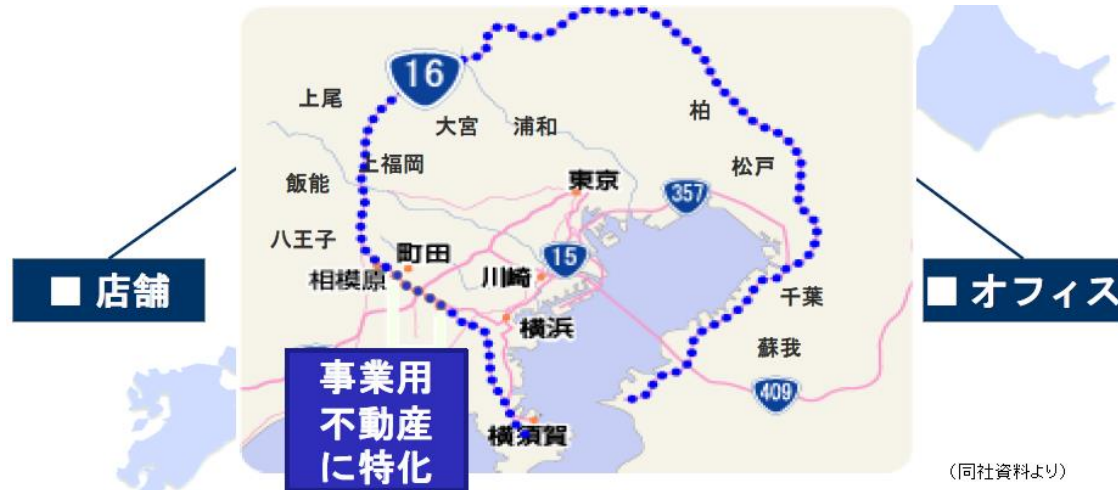 16
上尾
大宮
浦和
柏
上福岡
松戸
飯能
東京
357
八王子
町田
15
相模原
川崎
千葉
■ 店舗
■ オフィス
横浜
蘇我
事業用
不動産
に特化
409
横須賀
(同社資料より)